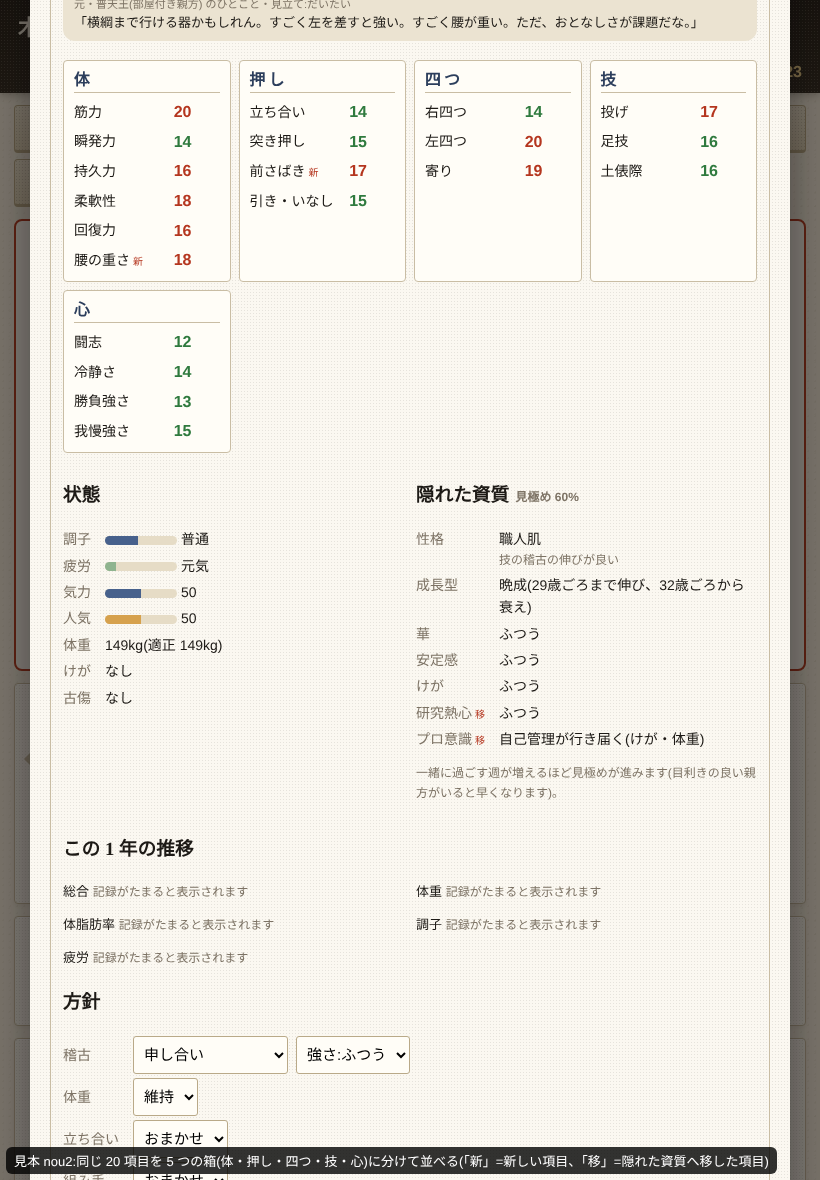 元・普天王(部屋付き親方) のひとこと・見立て:だいたい
「横綱まで行ける器かもしれん。すごく左を差すと強い。すごく腰が重い。ただ、おとなしさが課題だな。」
体
筋力 20
瞬発力 14
持久力 16
柔軟性 18
回復力 16
腰の重さ 新 18
押し
立ち合い 14
突き押し 15
前さばき 新 17
引き・いなし 15
四つ
右四つ 14
左四つ 20
寄り 19
技
投げ 17
足技 16
土俵際 16
心
闘志 12
冷静さ 14
勝負強さ 13
我慢強さ 15
状態
調子 普通
疲労 元気
気力 50
人気 50
体重 149kg(適正 149kg)
けが なし
古傷 なし
隠れた資質 見極め 60%
性格 職人肌
技の稽古の伸びが良い
成長型 晩成(29歳ごろまで伸び、32歳ごろから
衰え)
華 ふつう
安定感 ふつう
けが ふつう
研究熱心 移 ふつう
プロ意識 移 自己管理が行き届く(けが・体重)
一緒に過ごす週が増えるほど見極めが進みます(目利きの良い親
方がいると早くなります)。
この 1 年の推移
総合 記録がたまると表示されます
体重 記録がたまると表示されます
体脂肪率 記録がたまると表示されます
調子 記録がたまると表示されます
疲労 記録がたまると表示されます
方針
稽古 申し合い 強さ:ふつう
体重 維持
立ち合い おまかせ
見本 nou2:同じ 20 項目を 5 つの箱(体・押し・四つ・技・心)に分けて並べる(「新」=新しい項目、「移」=隠れた資質へ移した項目)